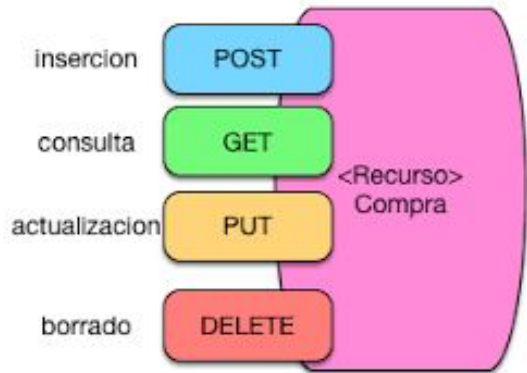 insercion
POST
consulta
GET
<Recurso>
Compra
actualizacion
PUT
borrado
DELETE